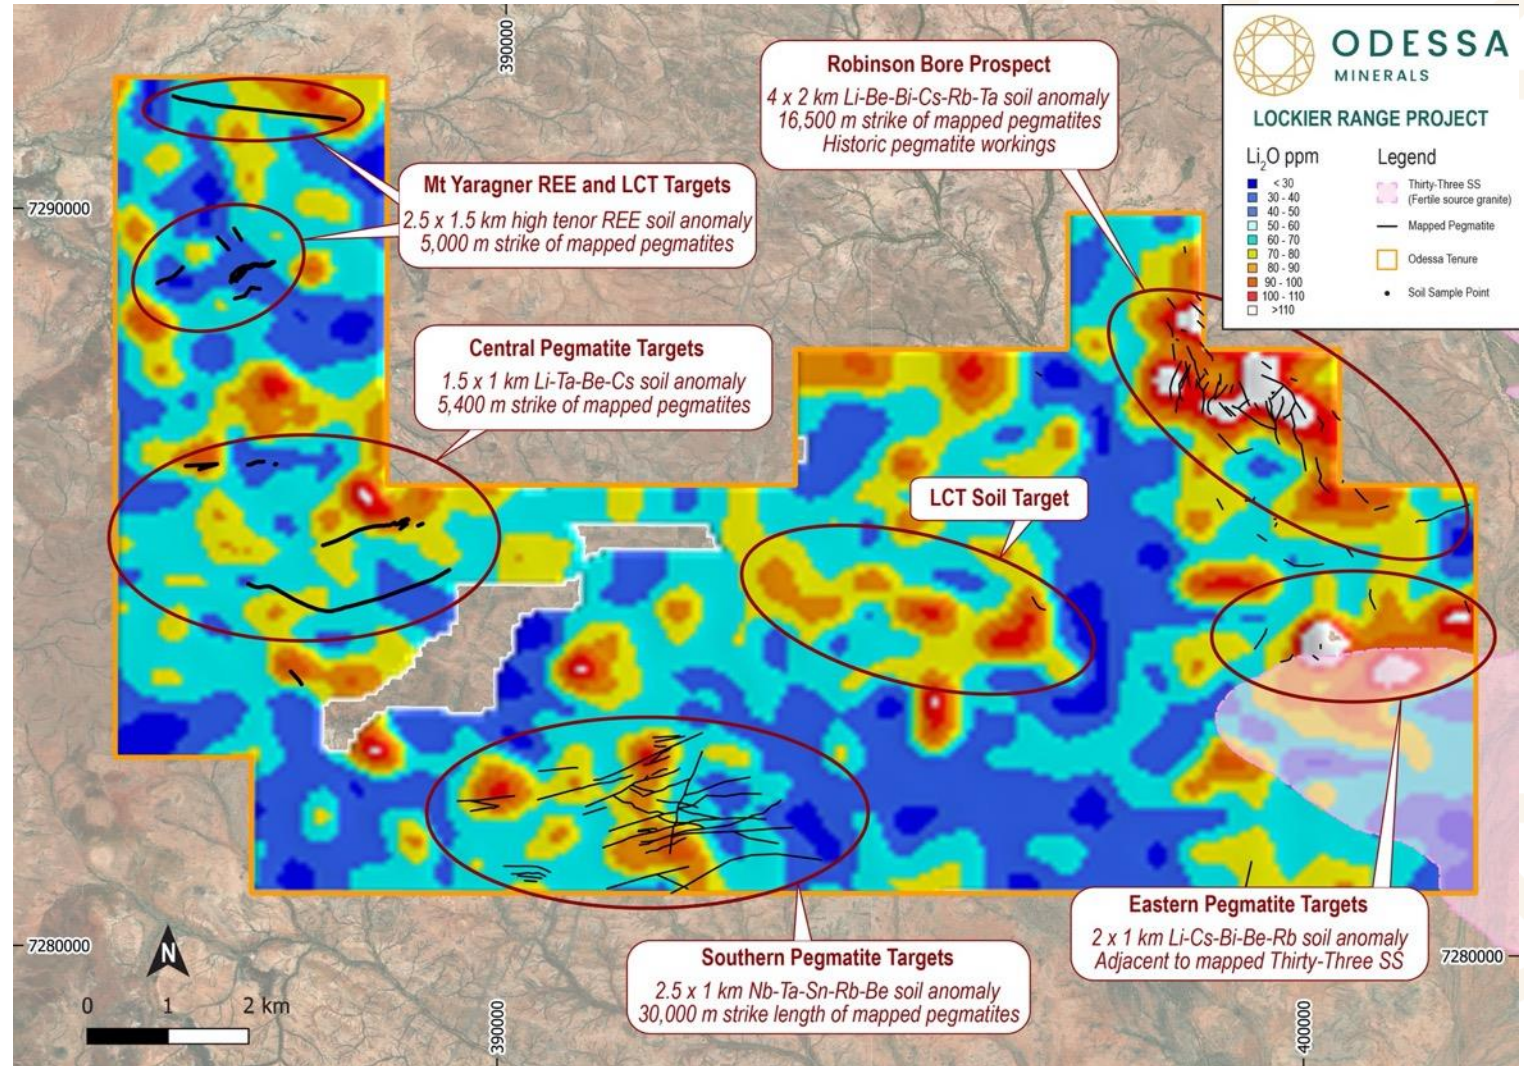 390000
ODESSA
MINERALS
LOCKIER RANGE PROJECT
Li₂O ppm
< 30
30 - 40
40 - 50
50 - 60
60 - 70
70 - 80
80 - 90
90 - 100
100 - 110
>110
Legend
Thirty-Three SS
(Fertile source granite)
Mapped Pegmatite
Odessa Tenure
Soil Sample Point
Robinson Bore Prospect
4 x 2 km Li-Be-Bi-Cs-Rb-Ta soil anomaly
16,500 m strike of mapped pegmatites
Historic pegmatite workings
Mt Yaragner REE and LCT Targets
2.5 x 1.5 km high tenor REE soil anomaly
5,000 m strike of mapped pegmatites
7290000
Central Pegmatite Targets
1.5 x 1 km Li-Ta-Be-Cs soil anomaly
5,400 m strike of mapped pegmatites
LCT Soil Target
Eastern Pegmatite Targets
2 x 1 km Li-Cs-Bi-Be-Rb soil anomaly
Adjacent to mapped Thirty-Three SS
Southern Pegmatite Targets
2.5 x 1 km Nb-Ta-Sn-Rb-Be soil anomaly
30,000 m strike length of mapped pegmatites
7280000
7280000
N
0 1 2 km
390000
400000